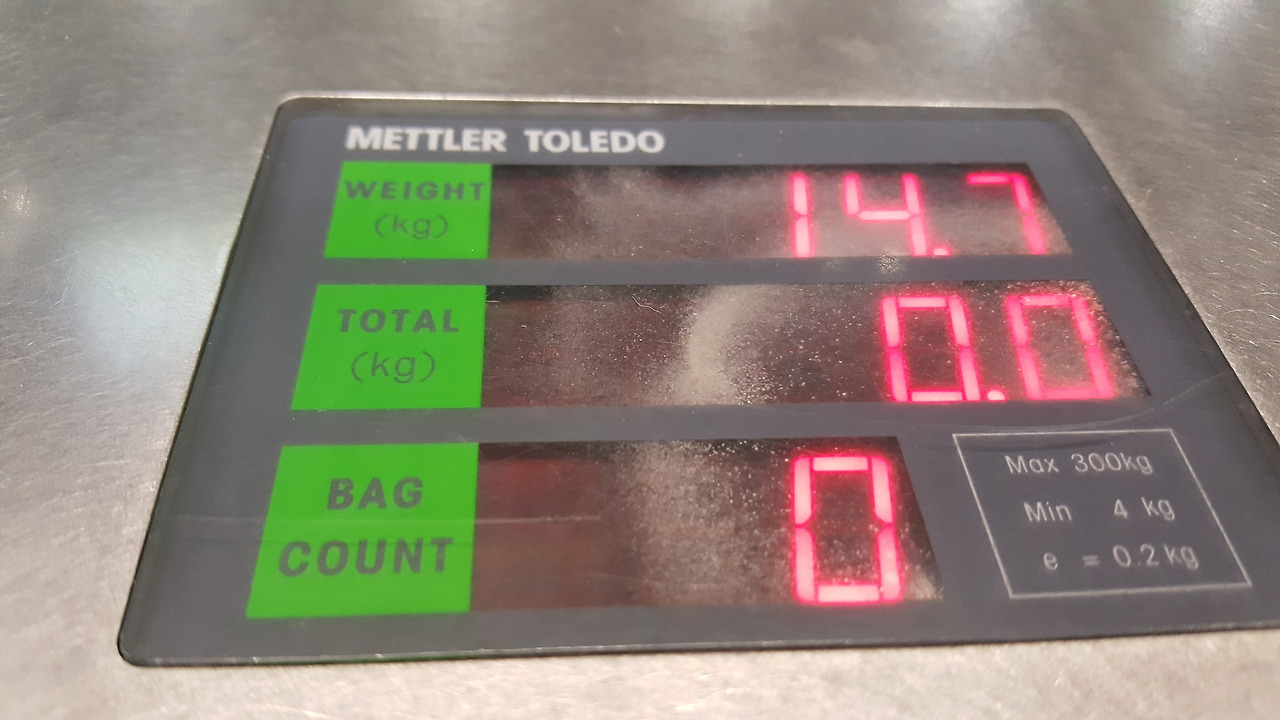 METTLER TOLEDO
WEIGHT
(kg)
14.7
TOTAL
(kg)
0.0
BAG
COUNT
0
Max 300kg
Min 4 kg
e = 0.2 kg